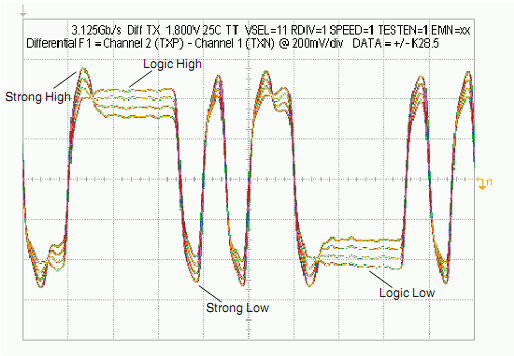 3.125Gb/s Diff TX 1.800V 25C TT VSEL=11 RDIV=1 SPEED=1 TESTEN=1 EMN=xx
Differential F1 = Channel 2 (TXP) - Channel 1 (TXN) @ 200mV/div DATA = +/-K28.5
Logic High
Strong High
f1
Logic Low
Strong Low